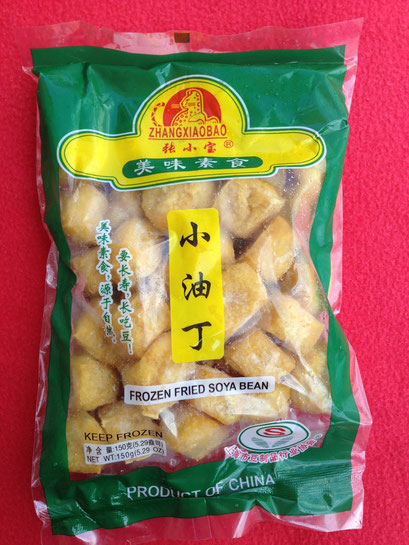 ZHANGXIAOBAO
張小宝®
美味素食
小油丁
要长寿,长吃豆!
美味素食,源于自然。
FROZEN FRIED SOYA BEAN
KEEP FROZEN
净含量:150克(5.29盎司)
NET WT:150g(5.29 OZ)
PRODUCT OF CHINA